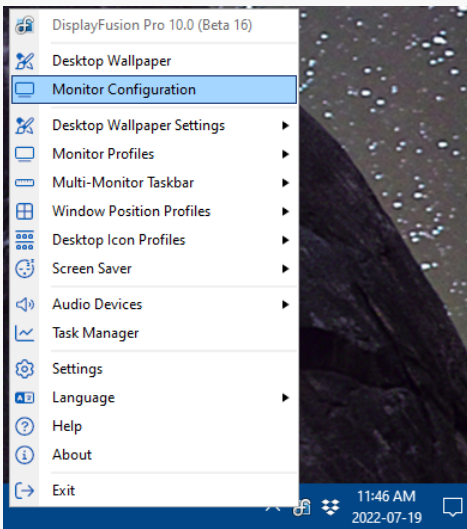 DisplayFusion Pro 10.0 (Beta 16)
Desktop Wallpaper
Monitor Configuration
Desktop Wallpaper Settings
Monitor Profiles
Multi-Monitor Taskbar
Window Position Profiles
Desktop Icon Profiles
Screen Saver
Audio Devices
Task Manager
Settings
Language
Help
About
Exit
11:46 AM
2022-07-19